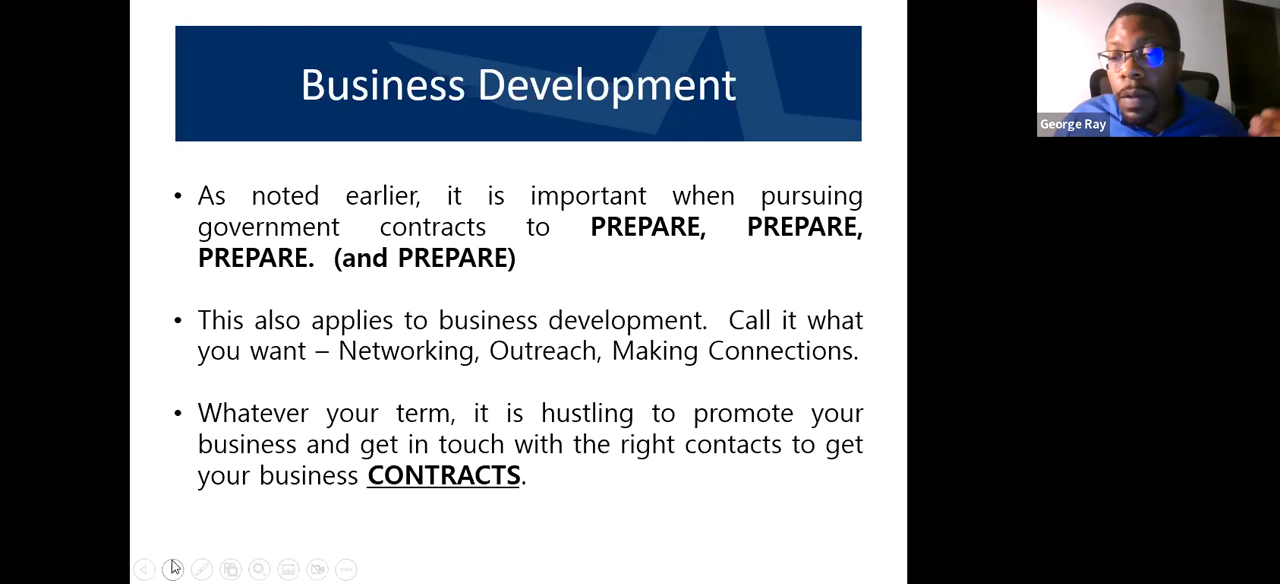 Business Development
• As noted earlier, it is important when pursuing
government contracts to PREPARE, PREPARE,
PREPARE. (and PREPARE)
• This also applies to business development. Call it what
you want – Networking, Outreach, Making Connections.
• Whatever your term, it is hustling to promote your
business and get in touch with the right contacts to get
your business CONTRACTS.
George Ray